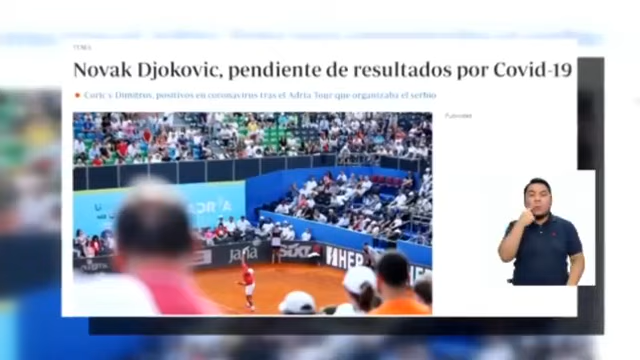 TENIS
Novak Djokovic, pendiente de resultados por Covid-19
Coric y Dimitrov, positivos en coronavirus tras el Adria Tour que organizaba el serbio
Publicidad
ADRIA
Jana
SIXT
HER